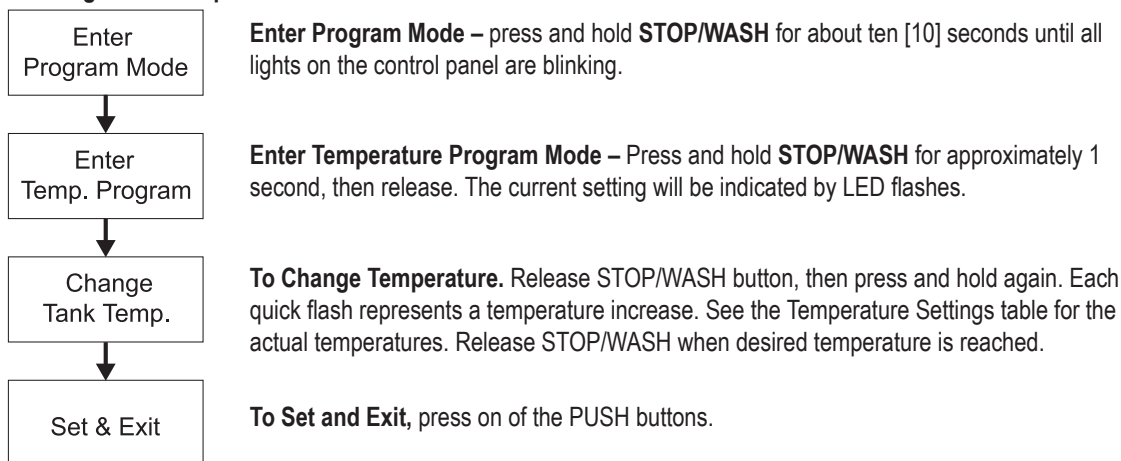 Enter
Program Mode
Enter Program Mode – press and hold STOP/WASH for about ten [10] seconds until all
lights on the control panel are blinking.
Enter
Temp. Program
Enter Temperature Program Mode – Press and hold STOP/WASH for approximately 1
second, then release. The current setting will be indicated by LED flashes.
Change
Tank Temp.
To Change Temperature. Release STOP/WASH button, then press and hold again. Each
quick flash represents a temperature increase. See the Temperature Settings table for the
actual temperatures. Release STOP/WASH when desired temperature is reached.
Set & Exit
To Set and Exit, press on of the PUSH buttons.